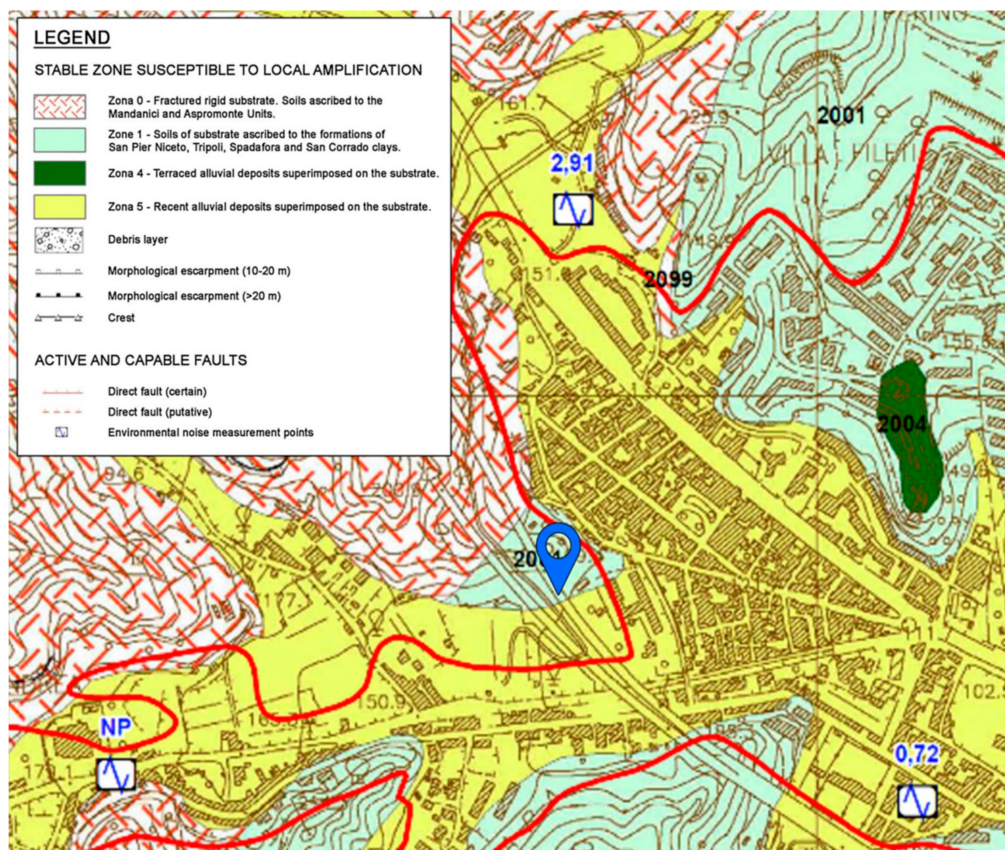 LEGEND
STABLE ZONE SUSCEPTIBLE TO LOCAL AMPLIFICATION
Zona 0 - Fractured rigid substrate. Soils ascribed to the
Mandanici and Aspromonte Units.
Zone 1 - Soils of substrate ascribed to the formations of
San Pier Niceto, Tripoli, Spadafora and San Corrado clays.
Zona 4 - Terraced alluvial deposits superimposed on the substrate.
Zona 5 - Recent alluvial deposits superimposed on the substrate.
Debris layer
Morphological escarpment (10-20 m)
Morphological escarpment (>20 m)
Crest
ACTIVE AND CAPABLE FAULTS
Direct fault (certain)
Direct fault (putative)
Environmental noise measurement points
161.7
2001
2,91
2099
2004
94.6
150.9
NP
0,72
102